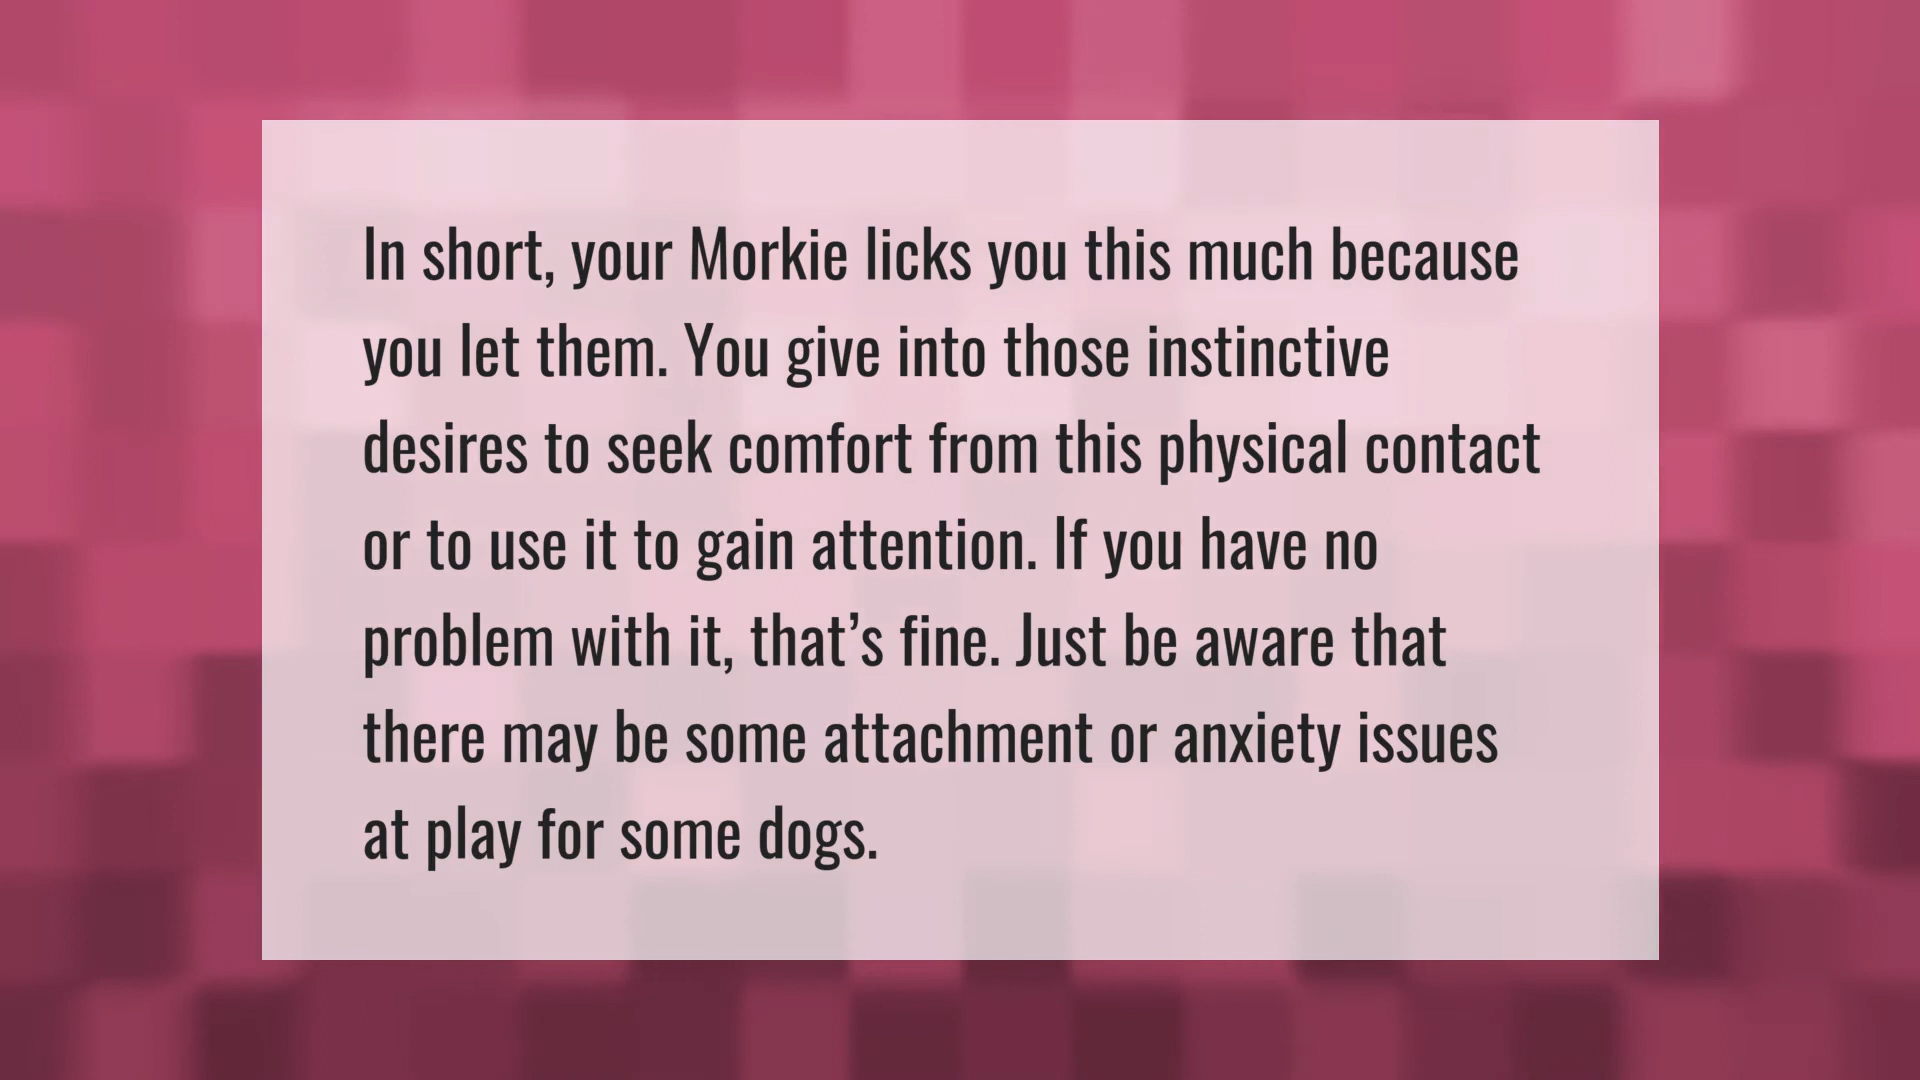 In short, your Morkie licks you this much because
you let them. You give into those instinctive
desires to seek comfort from this physical contact
or to use it to gain attention. If you have no
problem with it, that’s fine. Just be aware that
there may be some attachment or anxiety issues
at play for some dogs.